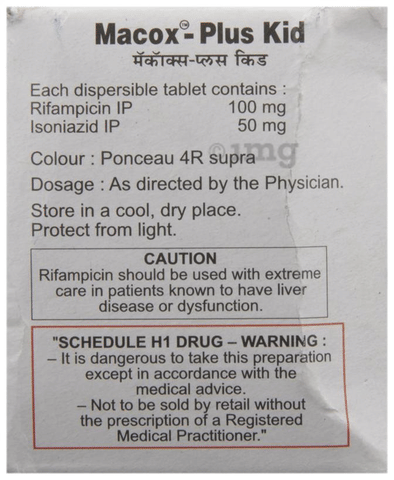 Macox™- Plus Kid
मॅकॉक्स-प्लस किड
Each dispersible tablet contains :
Rifampicin IP 100 mg
Isoniazid IP 50 mg
1mg
Colour : Ponceau 4R supra
Dosage : As directed by the Physician.
Store in a cool, dry place.
Protect from light.
CAUTION
Rifampicin should be used with extreme
care in patients known to have liver
disease or dysfunction.
"SCHEDULE H1 DRUG – WARNING :
– It is dangerous to take this preparation
except in accordance with the
medical advice.
– Not to be sold by retail without
the prescription of a Registered
Medical Practitioner."